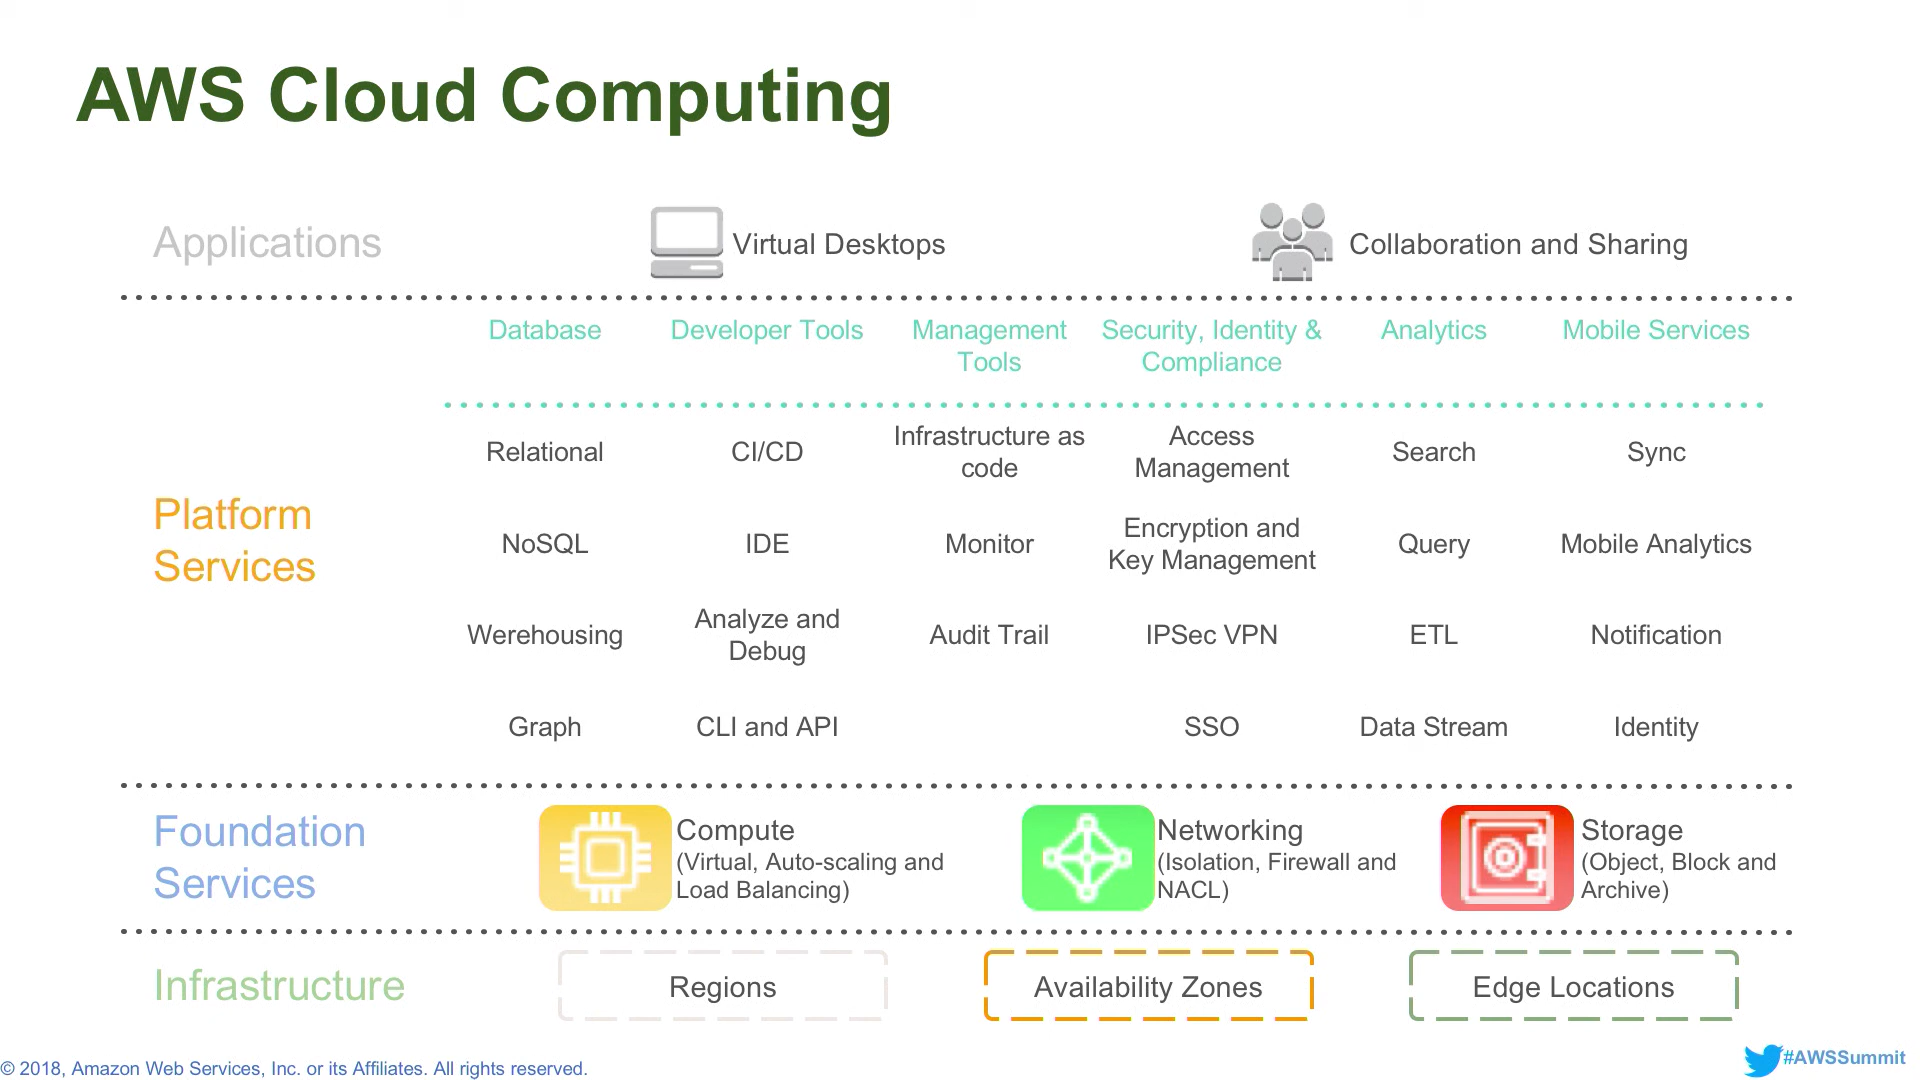 AWS Cloud Computing
Applications
Virtual Desktops
Collaboration and Sharing
Database
Developer Tools
Management
Tools
Security, Identity &
Compliance
Analytics
Mobile Services
Platform
Services
Relational
CI/CD
Infrastructure as
code
Access
Management
Search
Sync
NoSQL
IDE
Monitor
Encryption and
Key Management
Query
Mobile Analytics
Werehousing
Analyze and
Debug
Audit Trail
IPSec VPN
ETL
Notification
Graph
CLI and API
SSO
Data Stream
Identity
Foundation
Services
Compute
(Virtual, Auto-scaling and
Load Balancing)
Networking
(Isolation, Firewall and
NACL)
Storage
(Object, Block and
Archive)
Infrastructure
Regions
Availability Zones
Edge Locations
© 2018, Amazon Web Services, Inc. or its Affiliates. All rights reserved.
#AWSSummit